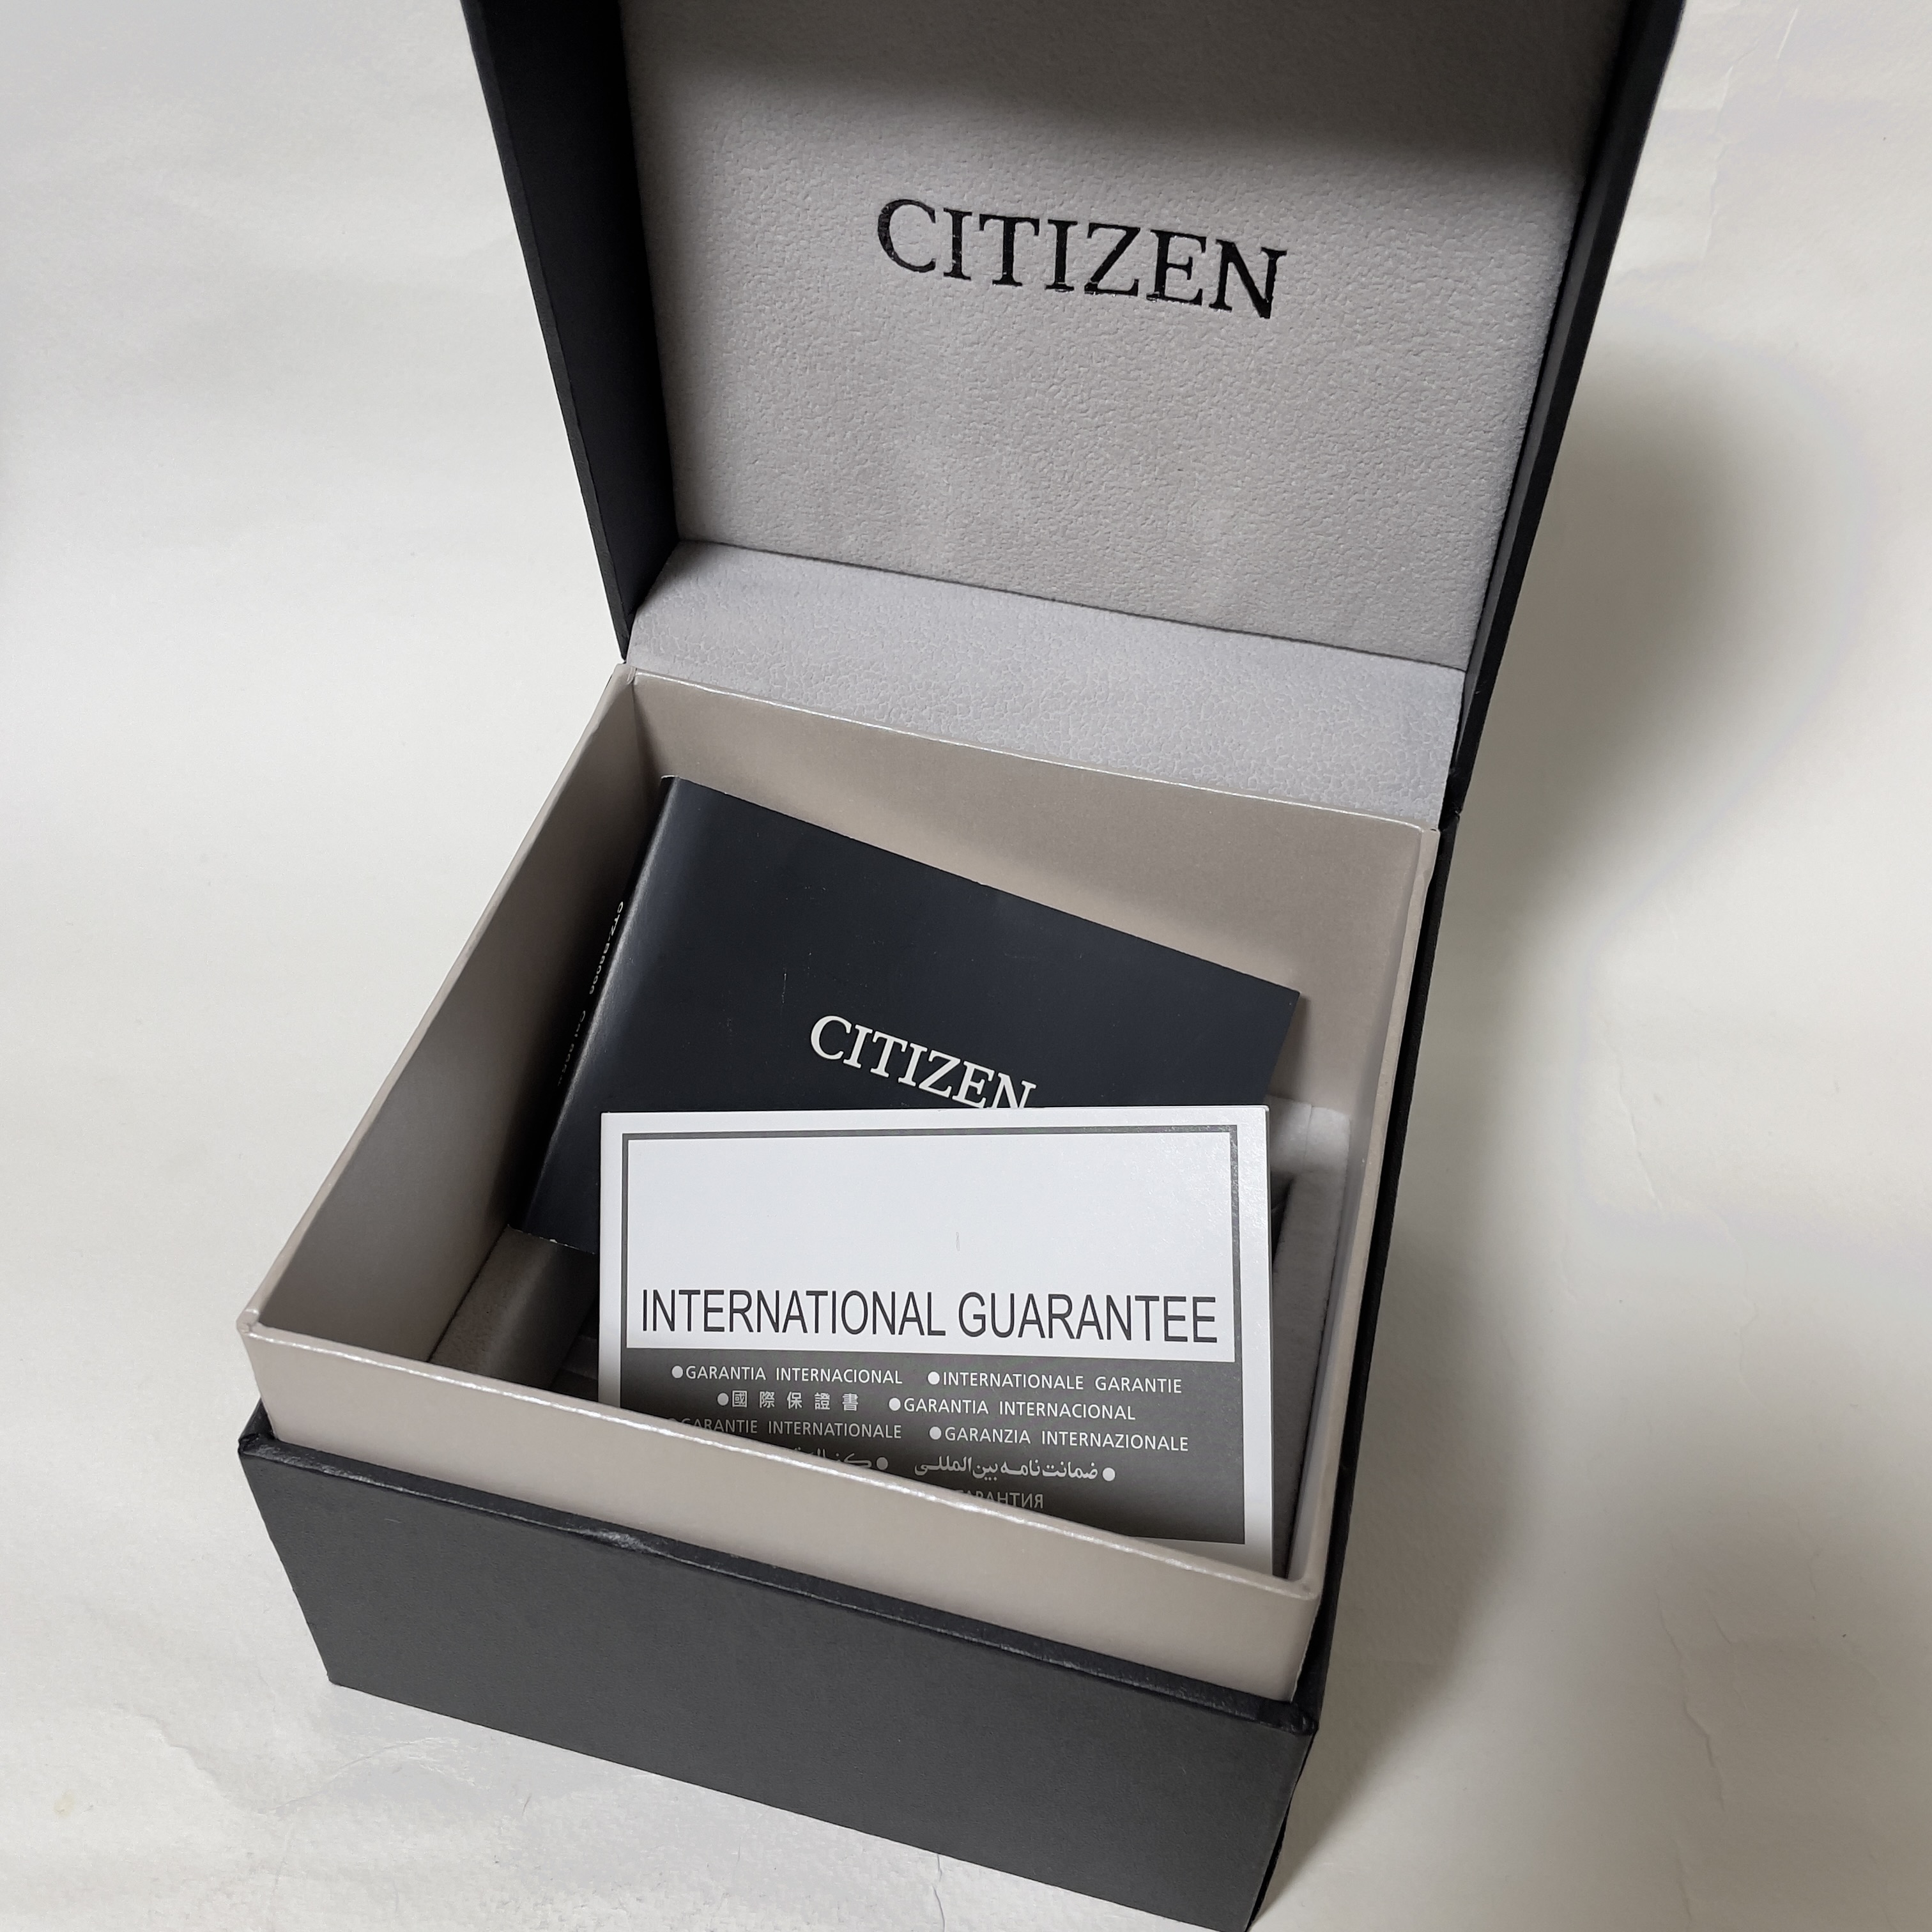 CITIZEN
CITIZEN
INTERNATIONAL GUARANTEE
●GARANTIA INTERNACIONAL ●INTERNATIONALE GARANTIE
●國際保證書 ●GARANTIA INTERNACIONAL
●GARANTIE INTERNATIONALE ●GARANZIA INTERNAZIONALE
●ضمانت‌نامه بین‌المللی